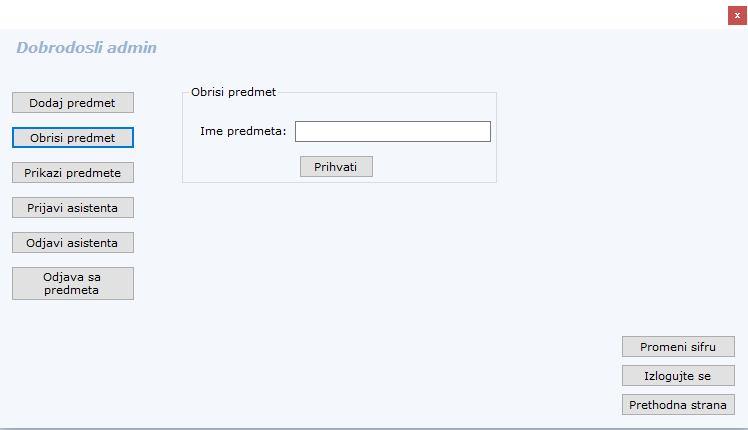 x
Dobrodosli admin
Dodaj predmet
Obrisi predmet
Prikazi predmete
Prijavi asistenta
Odjavi asistenta
Odjava sa
predmeta
Obrisi predmet
Ime predmeta:
Prihvati
Promeni sifru
Izlogujte se
Prethodna strana